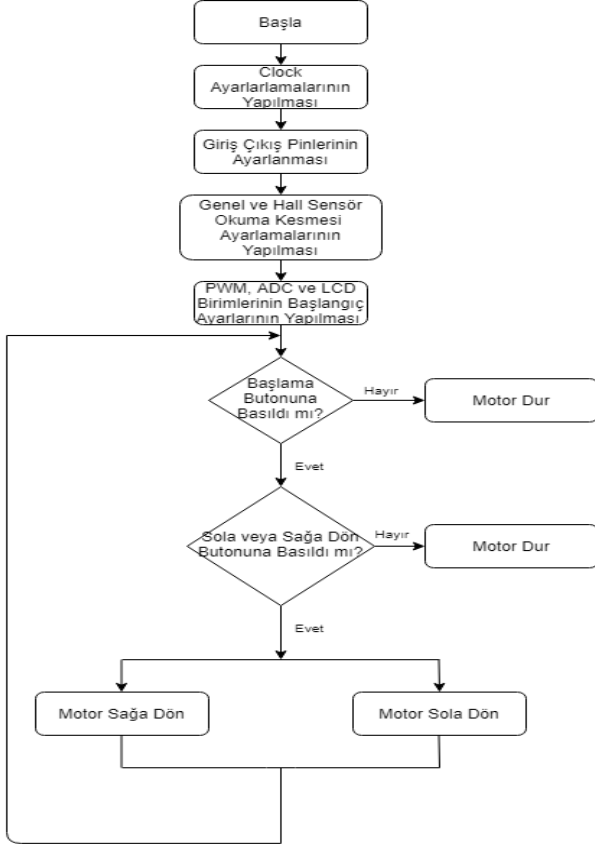 Başla
Clock
Ayarlarlamalarının
Yapılması
Giriş Çıkış Pinlerinin
Ayarlanması
Genel ve Hall Sensör
Okuma Kesmesi
Ayarlamalarının
Yapılması
PWM, ADC ve LCD
Birimlerinin Başlangıç
Ayarlarının Yapılması
Başlama
Butonuna
Basıldı mı?
Hayır
Motor Dur
Evet
Sola veya Sağa Dön
Butonuna Basıldı mı?
Hayır
Motor Dur
Evet
Motor Sağa Dön
Motor Sola Dön